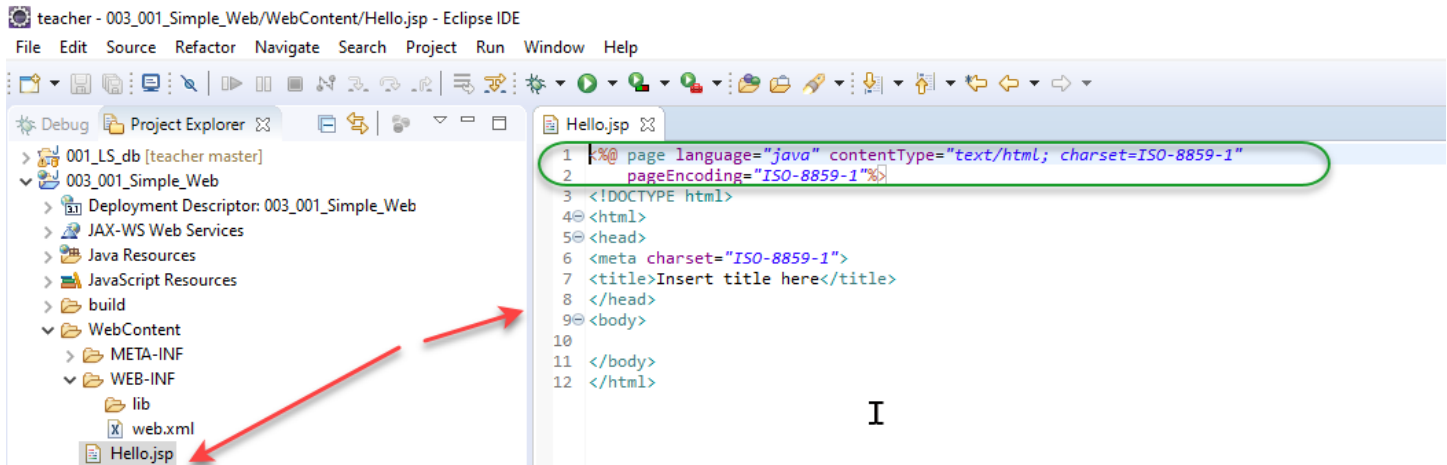 teacher - 003_001_Simple_Web/WebContent/Hello.jsp - Eclipse IDE
File Edit Source Refactor Navigate Search Project Run Window Help
Debug Project Explorer
001_LS_db [teacher master]
003_001_Simple_Web
3.1 Deployment Descriptor: 003_001_Simple_Web
JAX-WS Web Services
Java Resources
JavaScript Resources
build
WebContent
META-INF
WEB-INF
lib
x web.xml
Hello.jsp
Hello.jsp
1 <%@ page language="java" contentType="text/html; charset=ISO-8859-1"
2 pageEncoding="ISO-8859-1"%>
3 <!DOCTYPE html>
4 <html>
5 <head>
6 <meta charset="ISO-8859-1">
7 <title>Insert title here</title>
8 </head>
9 <body>
10
11 </body>
12 </html>